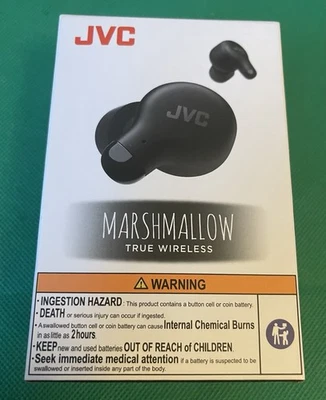 JVC
JVC
MARSHMALLOW
TRUE WIRELESS
WARNING
• INGESTION HAZARD: This product contains a button cell or coin battery.
• DEATH or serious injury can occur if ingested.
• A swallowed button cell or coin battery can cause Internal Chemical Burns
in as little as 2 hours.
• KEEP new and used batteries OUT OF REACH of CHILDREN
• Seek immediate medical attention if a battery is suspected to be
swallowed or inserted inside any part of the body.